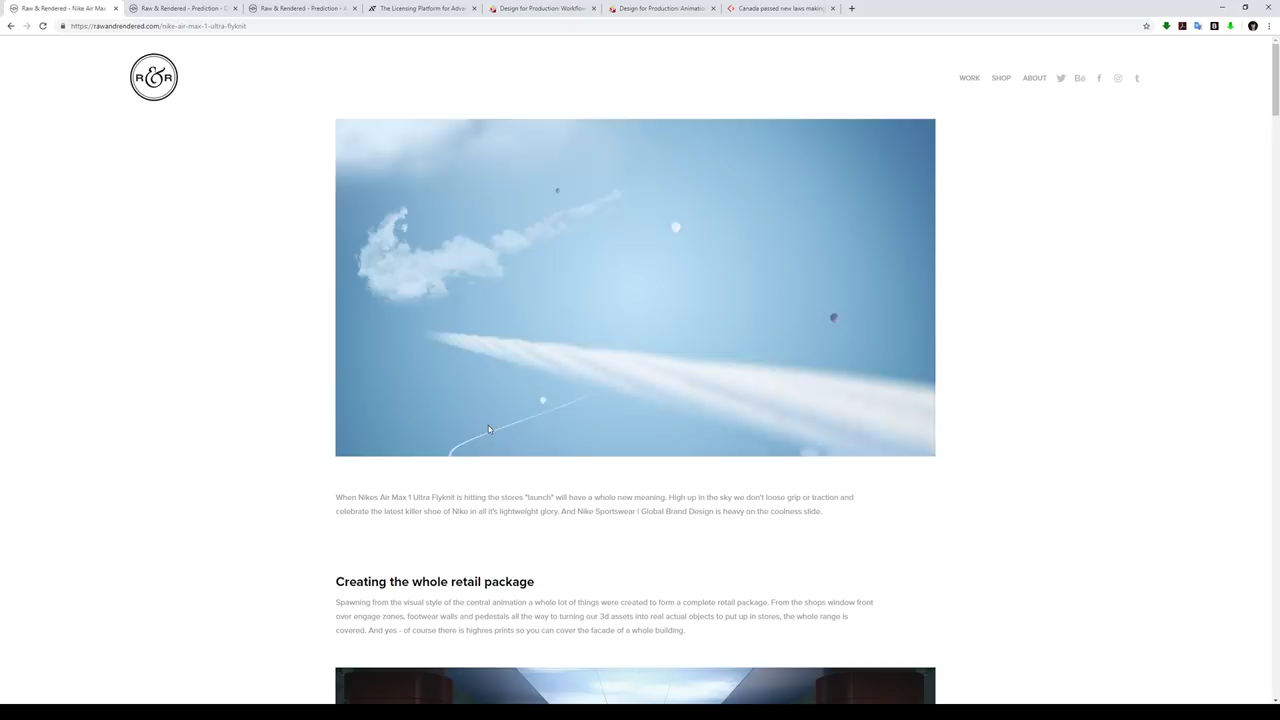 Raw & Rendered - Nike Air Max
Raw & Rendered - Prediction - D
Raw & Rendered - Prediction - A
The Licensing Platform for Adva
Design for Production: Workflow
Design for Production: Animatio
Canada passed new laws making
https://rawandrendered.com/nike-air-max-1-ultra-flyknit
R&R
WORK SHOP ABOUT
When Nikes Air Max 1 Ultra Flyknit is hitting the stores "launch" will have a whole new meaning. High up in the sky we don't loose grip or traction and
celebrate the latest killer shoe of Nike in all it's lightweight glory. And Nike Sportswear | Global Brand Design is heavy on the coolness slide.
Creating the whole retail package
Spawning from the visual style of the central animation a whole lot of things were created to form a complete retail package. From the shops window front
over engage zones, footwear walls and pedestals all the way to turning our 3d assets into real actual objects to put up in stores, the whole range is
covered. And yes - of course there is highres prints so you can cover the facade of a whole building.